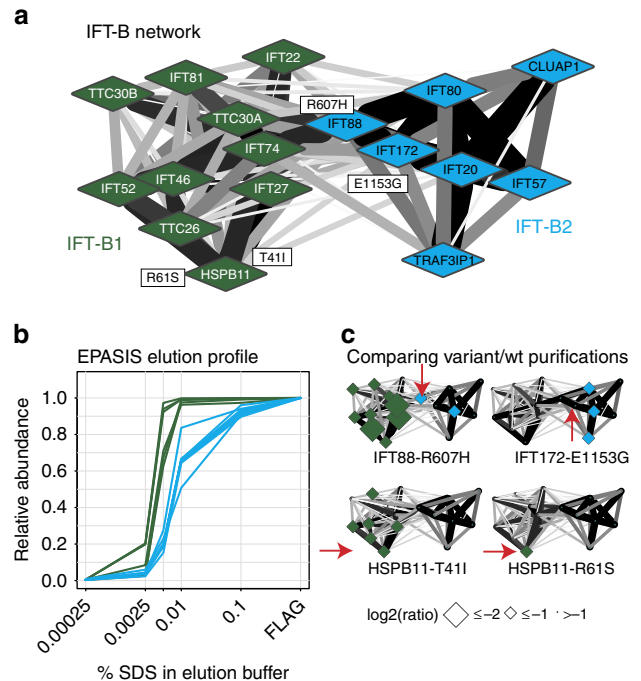 a
IFT-B network
IFT22
CLUAP1
IFT81
TTC30B
IFT80
R607H
TTC30A
IFT88
IFT74
IFT172
IFT20
IFT46
IFT52
IFT27
E1153G
IFT57
TTC26
IFT-B1
IFT-B2
T41I
TRAF3IP1
R61S
HSPB11
b
EPASIS elution profile
Relative abundance
1.0
0.8
0.6
0.4
0.2
0.0
0.00025
0.0025
0.01
0.1
FLAG
% SDS in elution buffer
c
Comparing variant/wt purifications
IFT88-R607H
IFT172-E1153G
HSPB11-T41I
HSPB11-R61S
log2(ratio) ≤−2 ≤−1 >−1